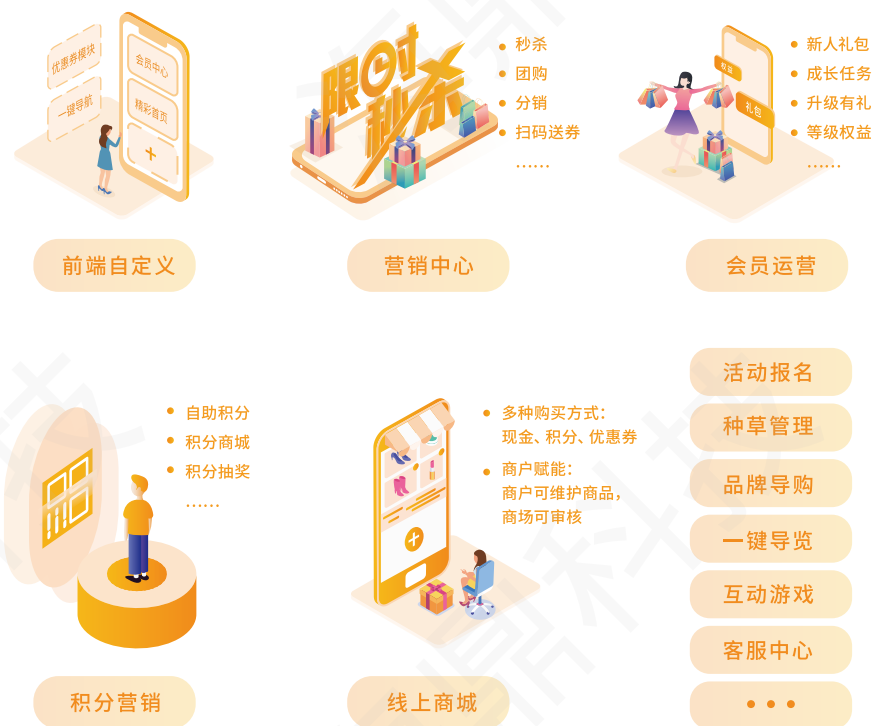 优惠券模块
一键导航
会员中心
精彩首页
+
限时
秒杀
秒杀
团购
分销
扫码送券
……
权益
礼包
新人礼包
成长任务
升级有礼
等级权益
……
前端自定义
营销中心
会员运营
自助积分
积分商城
积分抽奖
……
多种购买方式：
现金、积分、优惠券
商户赋能：
商户可维护商品，
商场可审核
积分营销
线上商城
活动报名
种草管理
品牌导购
一键导览
互动游戏
客服中心
•••